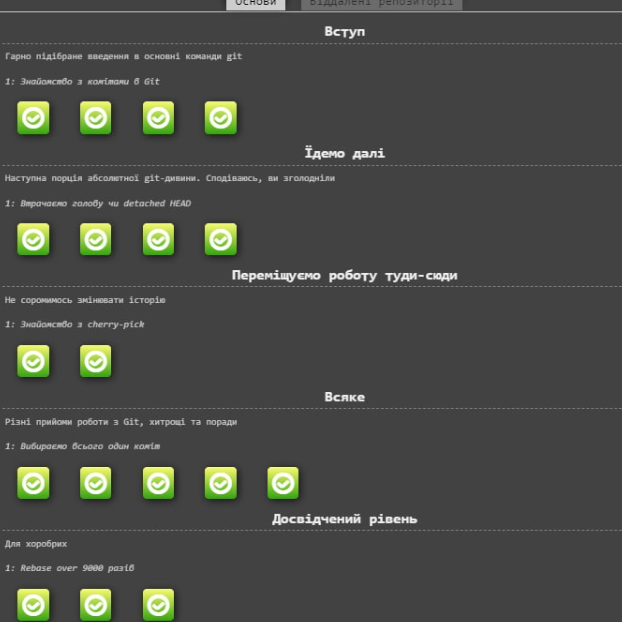 Основи Віддалені репозиторії
Вступ
Гарно підібране введення в основні команди git
1: Знайомство з комітами в Git
Їдемо далі
Наступна порція абсолютної git-дивини. Сподіваюсь, ви зголодніли
1: Втрачаємо голову чи detached HEAD
Переміщуємо роботу туди-сюди
Не соромимось змінювати історію
1: Знайомство з cherry-pick
Всяке
Різні прийоми роботи з Git, хитрощі та поради
1: Вибираємо всього один коміт
Досвідчений рівень
Для хоробрих
1: Rebase over 9000 разів